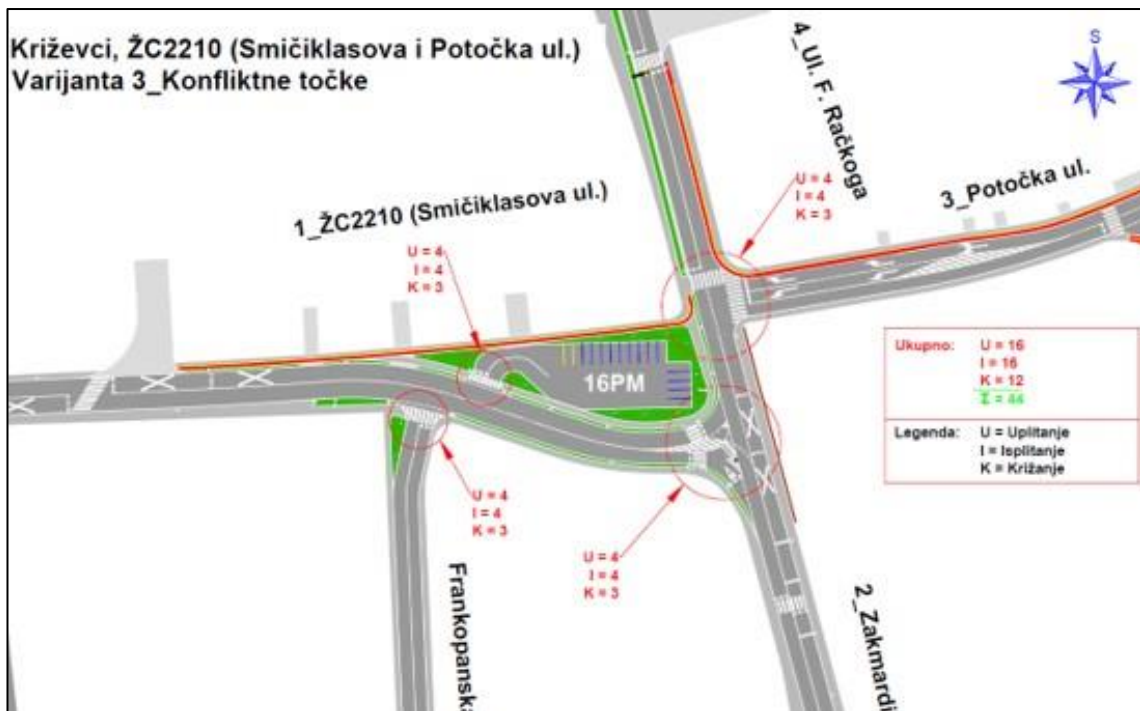 Križevci, ŽC2210 (Smičiklasova i Potočka ul.)
Varijanta 3_Konfliktne točke
S
4_Ul. F. Račkoga
3_Potočka ul.
1_ŽC2210 (Smičiklasova ul.)
U = 4
I = 4
K = 3
U = 4
I = 4
K = 3
16PM
Ukupno: U = 16
I = 16
K = 12
Σ = 44
Legenda: U = Uplitanje
I = Isplitanje
K = Križanje
U = 4
I = 4
K = 3
U = 4
I = 4
K = 3
Frankopanska
2_Zakmardi